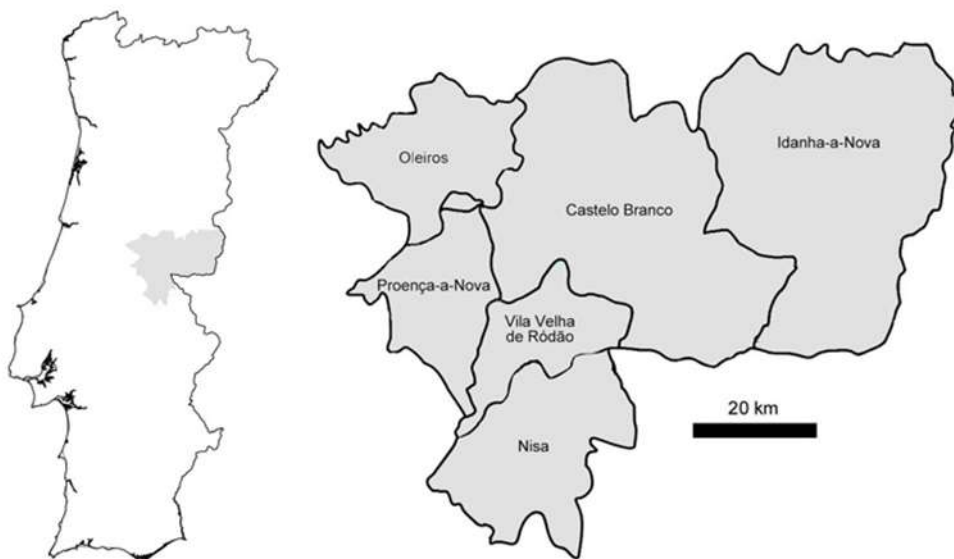 Oleiros
Idanha-a-Nova
Castelo Branco
Proença-a-Nova
Vila Velha
de Ródão
20 km
Nisa